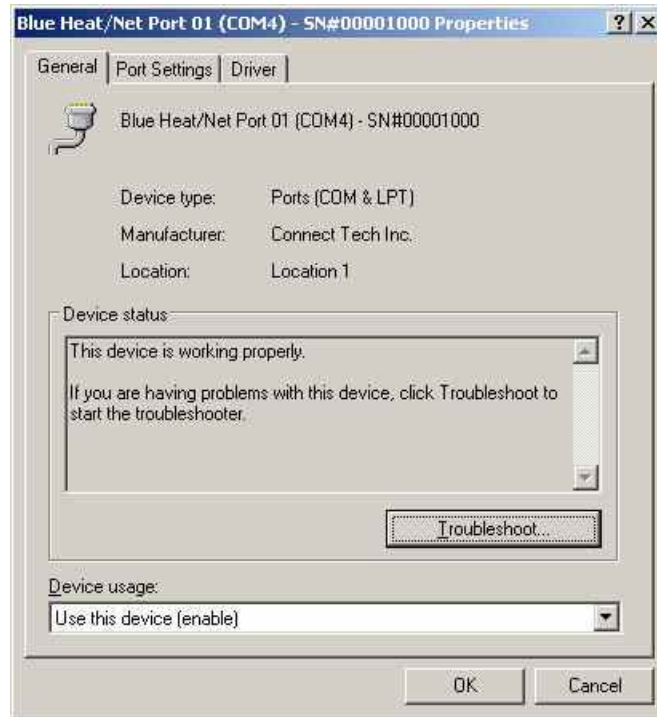 Blue Heat/Net Port 01 (COM4) - SN#00001000 Properties
General
Port Settings
Driver
Blue Heat/Net Port 01 (COM4) - SN#00001000
Device type: Ports (COM & LPT)
Manufacturer: Connect Tech Inc.
Location: Location 1
Device status
This device is working properly.
If you are having problems with this device, click Troubleshoot to
start the troubleshooter.
Troubleshoot...
Device usage:
Use this device (enable)
OK
Cancel